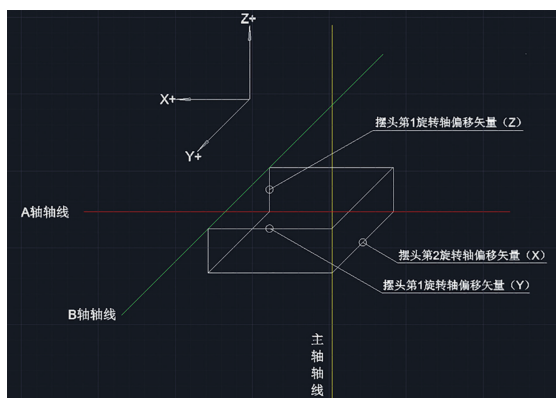 Z+
X+
Y+
摆头第1旋转轴偏移矢量（Z）
A轴轴线
摆头第2旋转轴偏移矢量（X）
摆头第1旋转轴偏移矢量（Y）
B轴轴线
主轴轴线